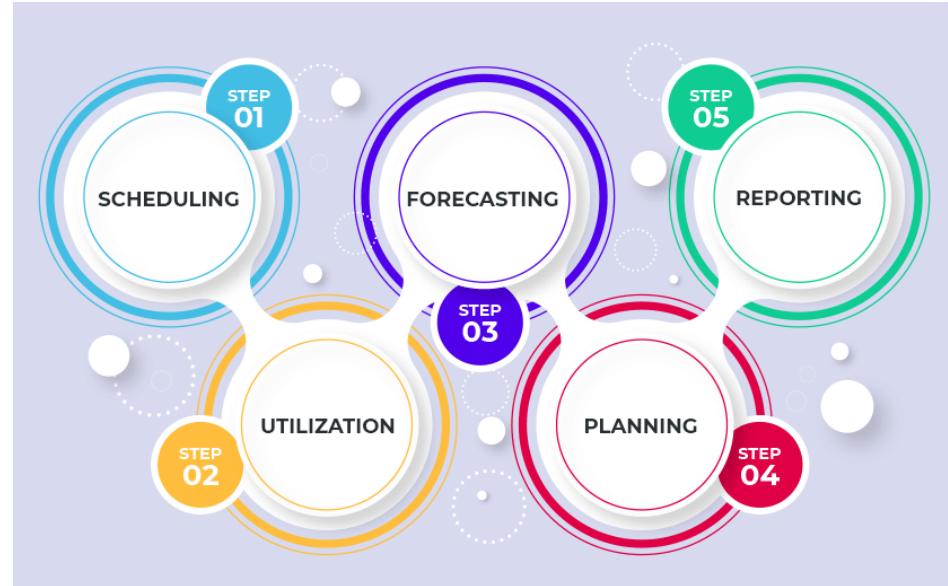 STEP
01
SCHEDULING
STEP
02
UTILIZATION
STEP
03
FORECASTING
STEP
04
PLANNING
STEP
05
REPORTING